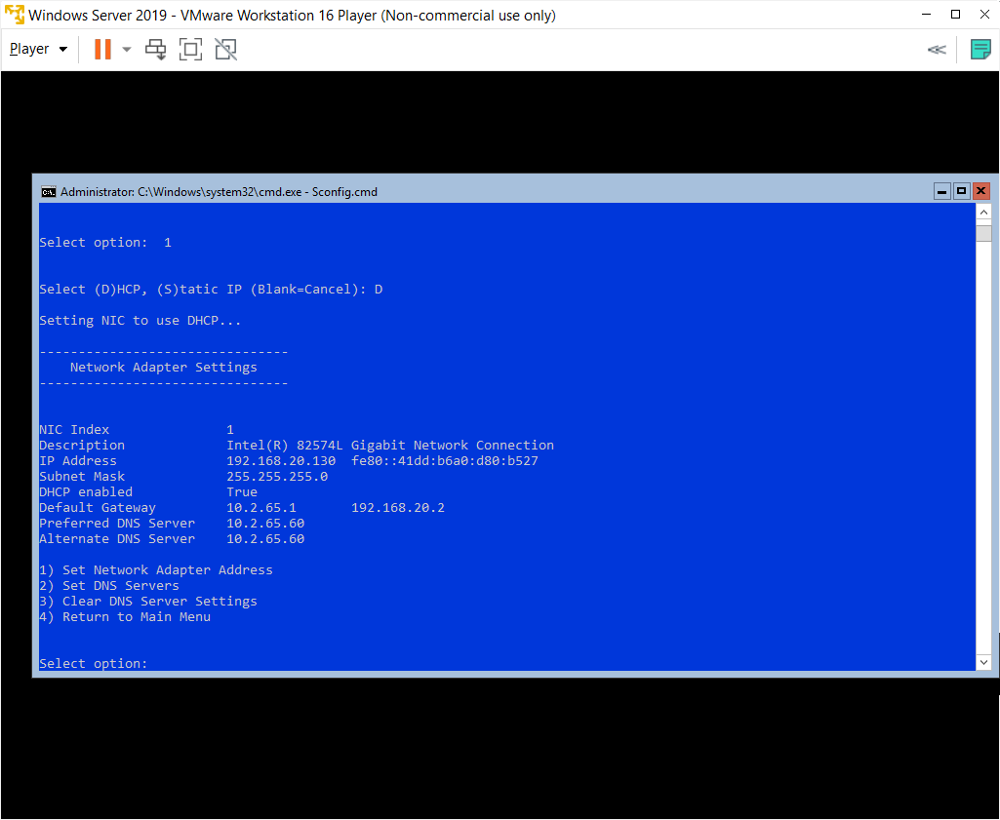 Windows Server 2019 - VMware Workstation 16 Player (Non-commercial use only)
Player
Administrator: C:\Windows\system32\cmd.exe - Sconfig.cmd
Select option:  1
Select (D)HCP, (S)tatic IP (Blank=Cancel): D
Setting NIC to use DHCP...
--------------------------------
    Network Adapter Settings
--------------------------------
NIC Index               1
Description             Intel(R) 82574L Gigabit Network Connection
IP Address              192.168.20.130  fe80::41dd:b6a0:d80:b527
Subnet Mask             255.255.255.0
DHCP enabled            True
Default Gateway         10.2.65.1       192.168.20.2
Preferred DNS Server    10.2.65.60
Alternate DNS Server    10.2.65.60
1) Set Network Adapter Address
2) Set DNS Servers
3) Clear DNS Server Settings
4) Return to Main Menu
Select option: